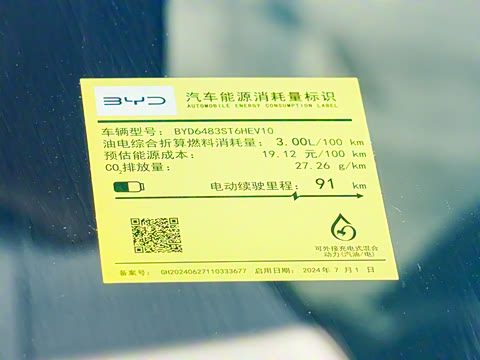 BYD 汽车能源消耗量标识
AUTOMOBILE ENERGY CONSUMPTION LABEL
车辆型号： BYD6483ST6HEV10
油电综合折算燃料消耗量： 3.00L/100 km
预估能源成本： 19.12 元/100 km
CO₂排放量： 27.26 g/km
电动续驶里程： 91 km
可外接充电式混合
动力(汽油/电)
备案号： GH20240627110333677 启用日期： 2024年 7月1 日